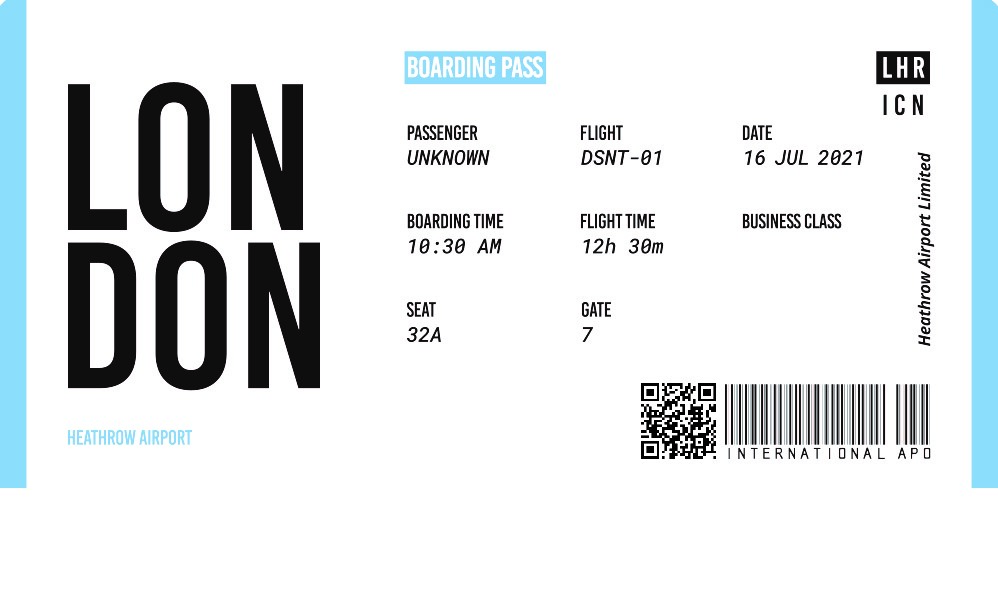 LON
DON
HEATHROW AIRPORT
BOARDING PASS
PASSENGER
UNKNOWN
FLIGHT
DSNT-01
DATE
16 JUL 2021
BOARDING TIME
10:30 AM
FLIGHT TIME
12h 30m
BUSINESS CLASS
SEAT
32A
GATE
7
LHR
ICN
Heathrow Airport Limited
INTERNATIONAL APO